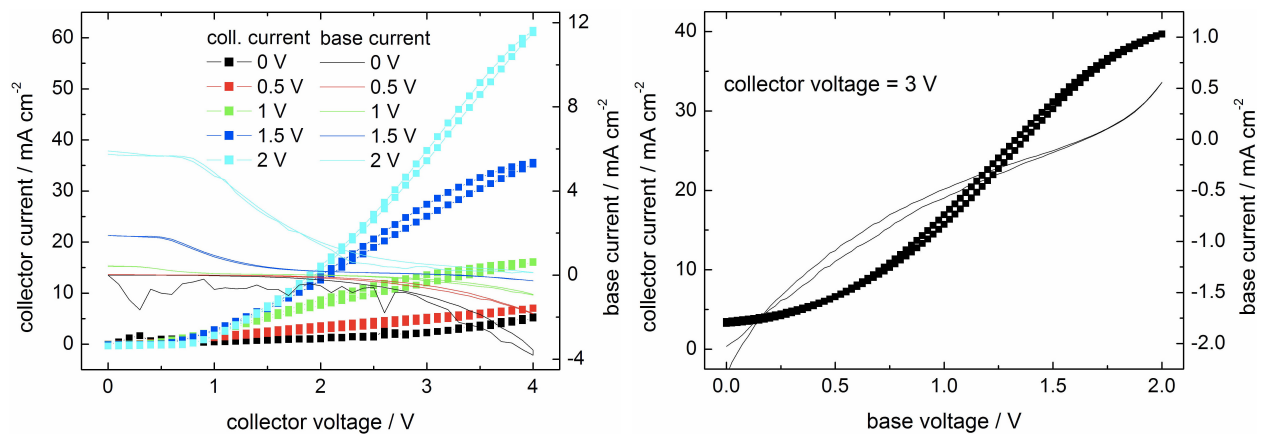 coll. current base current
0 V 0 V
0.5 V 0.5 V
1 V 1 V
1.5 V 1.5 V
2 V 2 V
60
50
40
30
20
10
0
collector current / mA cm⁻²
12
8
4
0
-4
base current / mA cm⁻²
0 1 2 3 4
collector voltage / V
collector voltage = 3 V
40
30
20
10
0
collector current / mA cm⁻²
1.0
0.5
0.0
-0.5
-1.0
-1.5
-2.0
base current / mA cm⁻²
0.0 0.5 1.0 1.5 2.0
base voltage / V